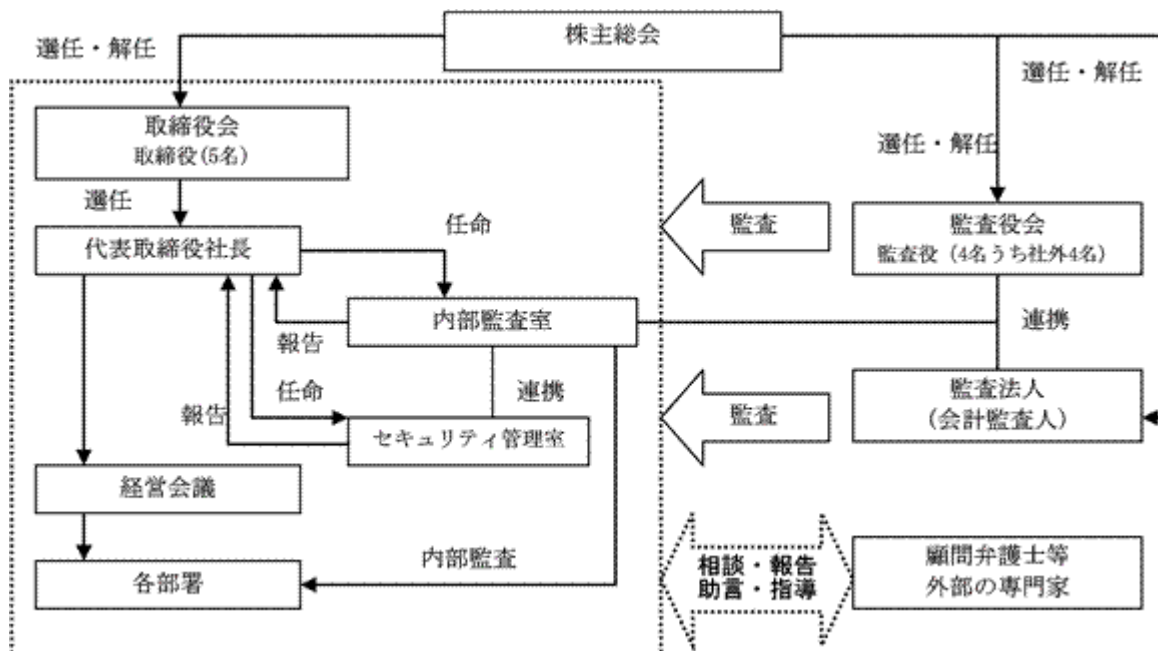 株主総会
選任・解任
選任・解任
取締役会
取締役(5名)
選任・解任
選任
代表取締役社長
任命
監査
監査役会
監査役（4名うち社外4名）
内部監査室
報告
連携
任命
連携
報告
監査
監査法人
（会計監査人）
セキュリティ管理室
経営会議
内部監査
各部署
相談・報告
助言・指導
顧問弁護士等
外部の専門家